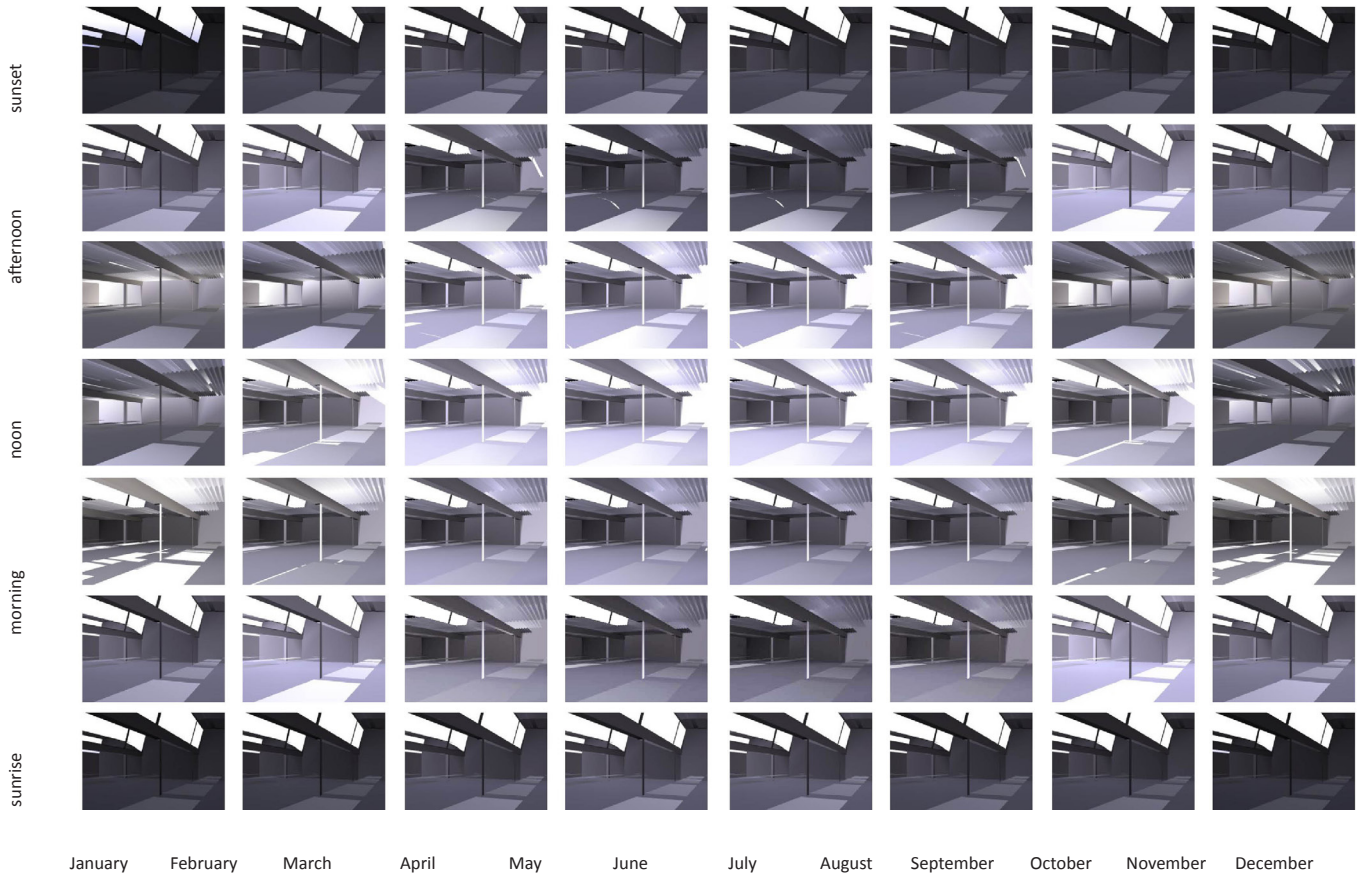 sunset
afternoon
noon
morning
sunrise
January February March April May June July August September October November December